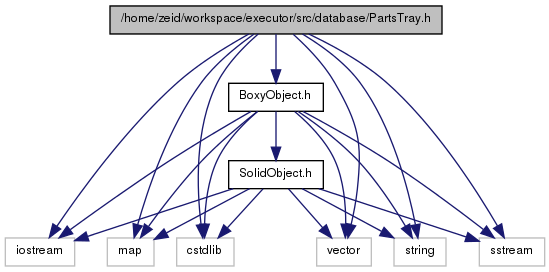 /home/zeid/workspace/executor/src/database/PartsTray.h
BoxyObject.h
SolidObject.h
iostream
map
cstdlib
vector
string
sstream